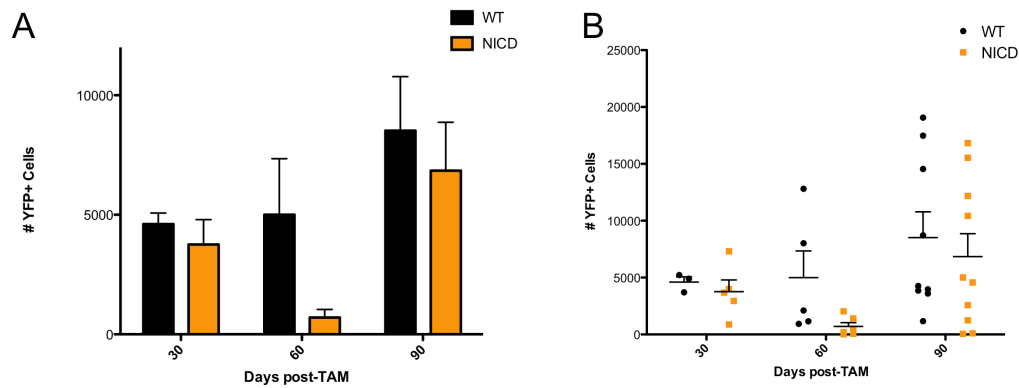 A
WT
NICD
10000
5000
0
# YFP+ Cells
30
60
90
Days post-TAM
B
WT
NICD
25000
20000
15000
10000
5000
0
# YFP+ Cells
30
60
90
Days post-TAM